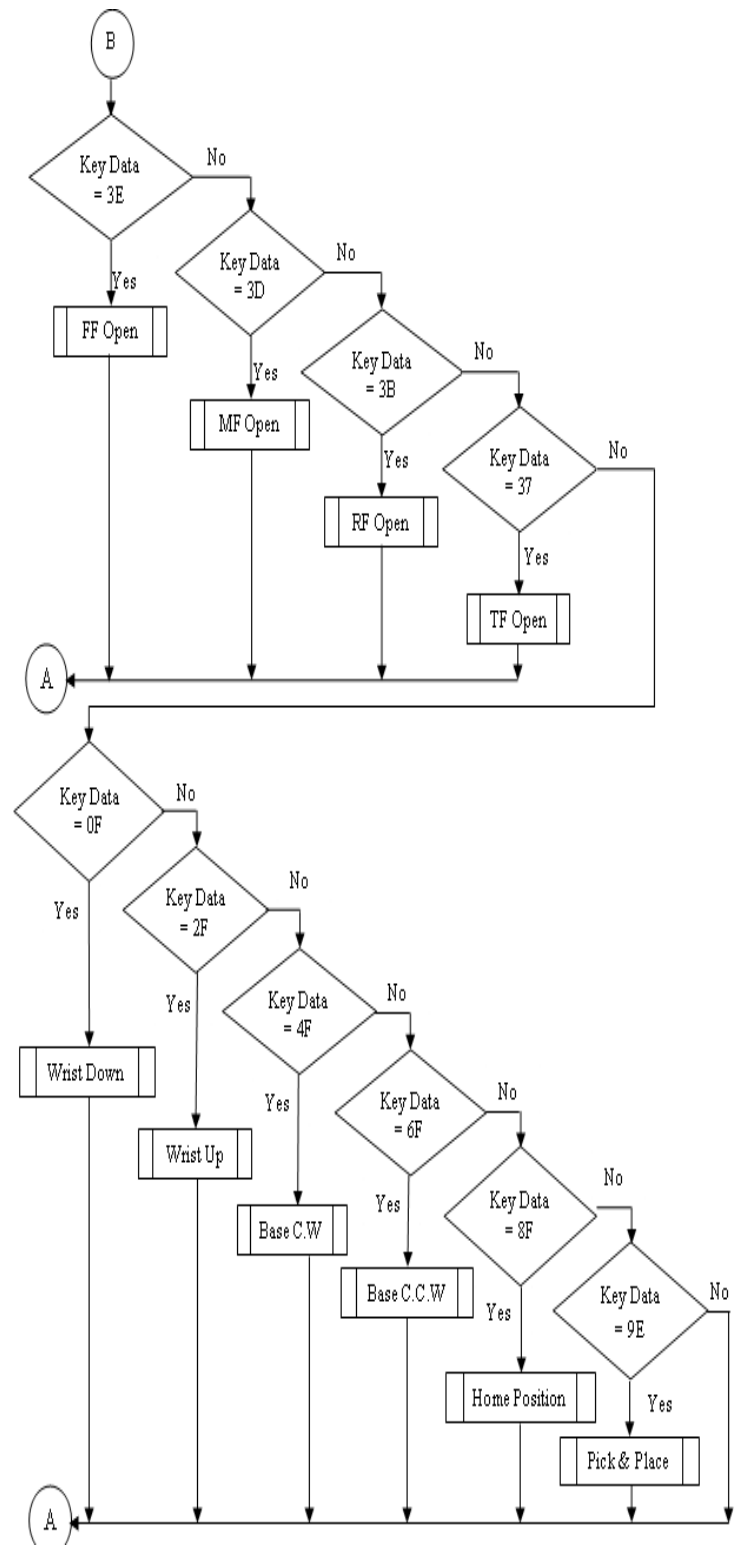 B
Key Data
= 3E
No
Yes
FF Open
Key Data
= 3D
No
Yes
MF Open
Key Data
= 3B
No
Yes
RF Open
Key Data
= 37
No
Yes
TF Open
A
Key Data
= 0F
No
Yes
Wrist Down
Key Data
= 2F
No
Yes
Wrist Up
Key Data
= 4F
No
Yes
Base C.W
Key Data
= 6F
No
Yes
Base C.C.W
Key Data
= 8F
No
Yes
Home Position
Key Data
= 9E
No
Yes
Pick & Place
A